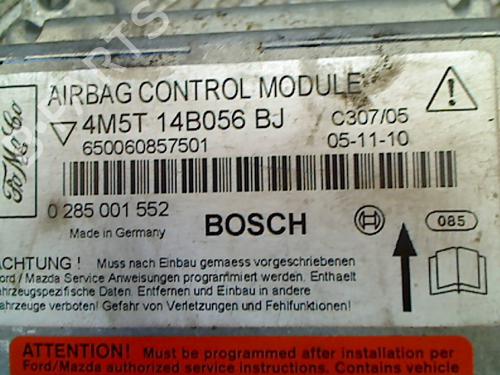 AIRBAG CONTROL MODULE
4M5T 14B056 BJ
C307/05
650060857501
05-11-10
FoMoCo
0 285 001 552
BOSCH
085
Made in Germany
ACHTUNG ! Muss nach Einbau gemaess vorgeschriebenen
Ford / Mazda Service Anweisungen programmiert werden. Enthaelt
fahrzeugspezifische Daten. Entfernen und Einbau in andere
Fahrzeuge verboten! Gefahr von Verletzungen und Fehlfunktionen!
ATTENTION! Must be programmed after installation per
Ford/Mazda authorized service instructions. Contains vehicle